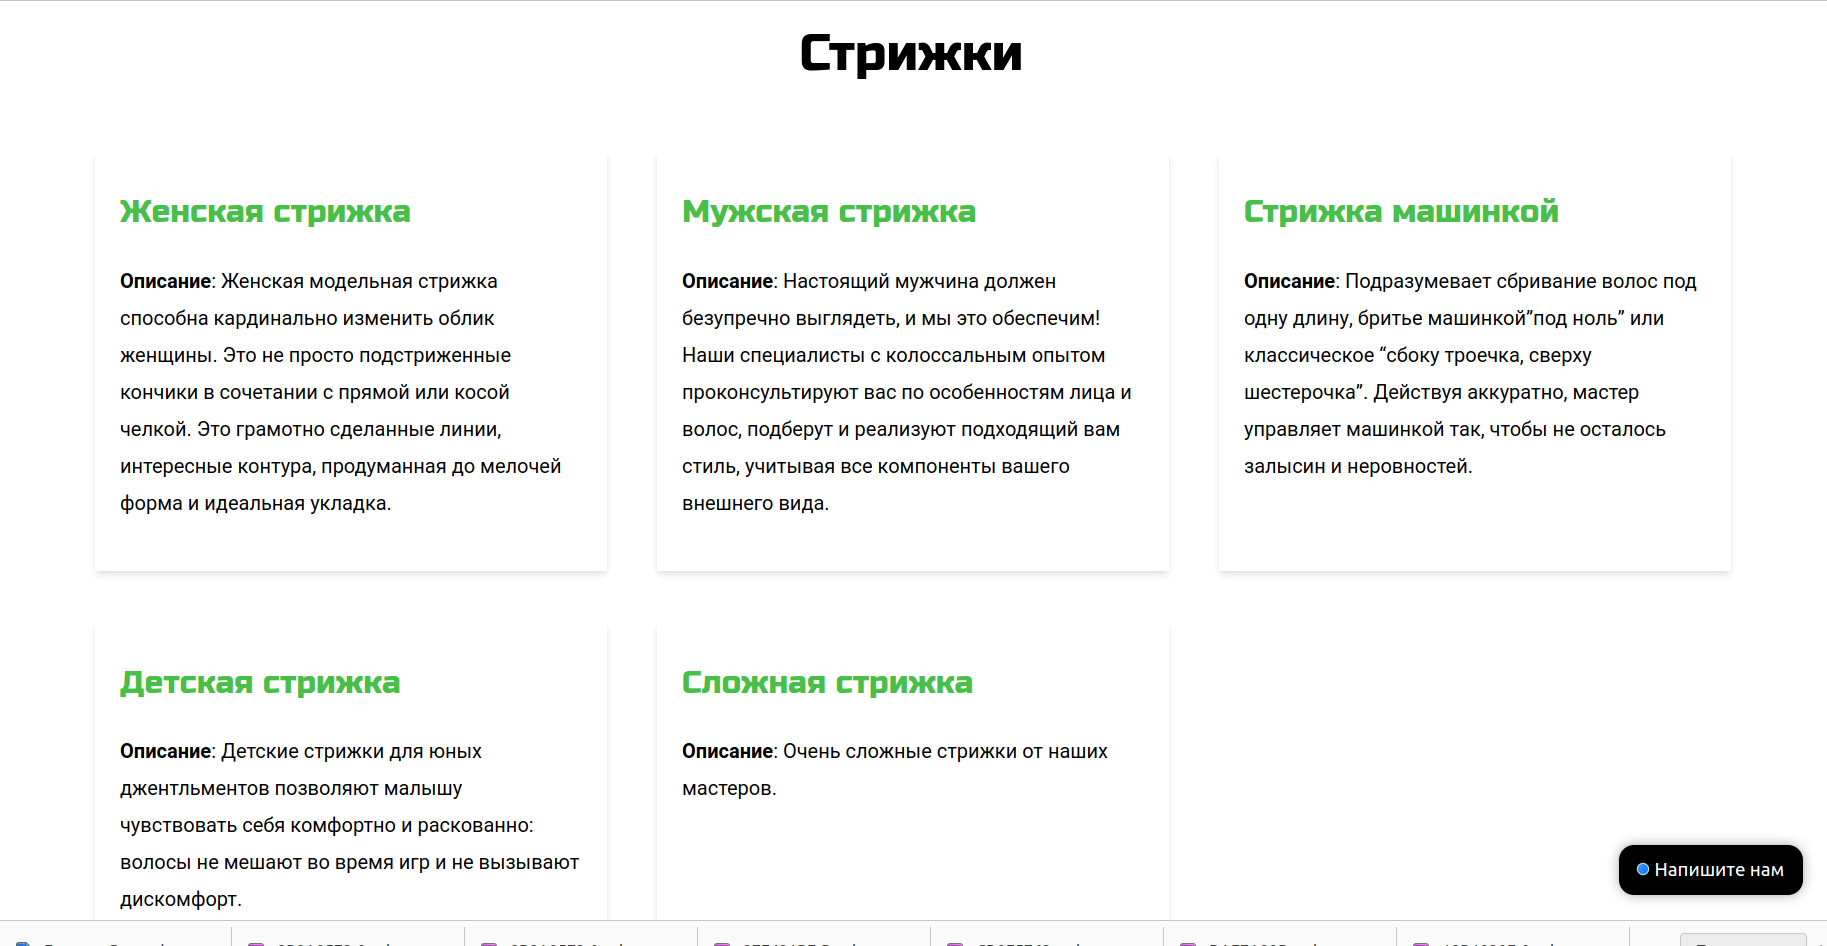 Стрижки
Женская стрижка
Описание: Женская модельная стрижка
способна кардинально изменить облик
женщины. Это не просто подстриженные
кончики в сочетании с прямой или косой
челкой. Это грамотно сделанные линии,
интересные контура, продуманная до мелочей
форма и идеальная укладка.
Мужская стрижка
Описание: Настоящий мужчина должен
безупречно выглядеть, и мы это обеспечим!
Наши специалисты с колоссальным опытом
проконсультируют вас по особенностям лица и
волос, подберут и реализуют подходящий вам
стиль, учитывая все компоненты вашего
внешнего вида.
Стрижка машинкой
Описание: Подразумевает сбривание волос под
одну длину, бритье машинкой”под ноль” или
классическое “сбоку троечка, сверху
шестерочка”. Действуя аккуратно, мастер
управляет машинкой так, чтобы не осталось
залысин и неровностей.
Детская стрижка
Описание: Детские стрижки для юных
джентльментов позволяют малышу
чувствовать себя комфортно и раскованно:
волосы не мешают во время игр и не вызывают
дискомфорт.
Сложная стрижка
Описание: Очень сложные стрижки от наших
мастеров.
Напишите нам